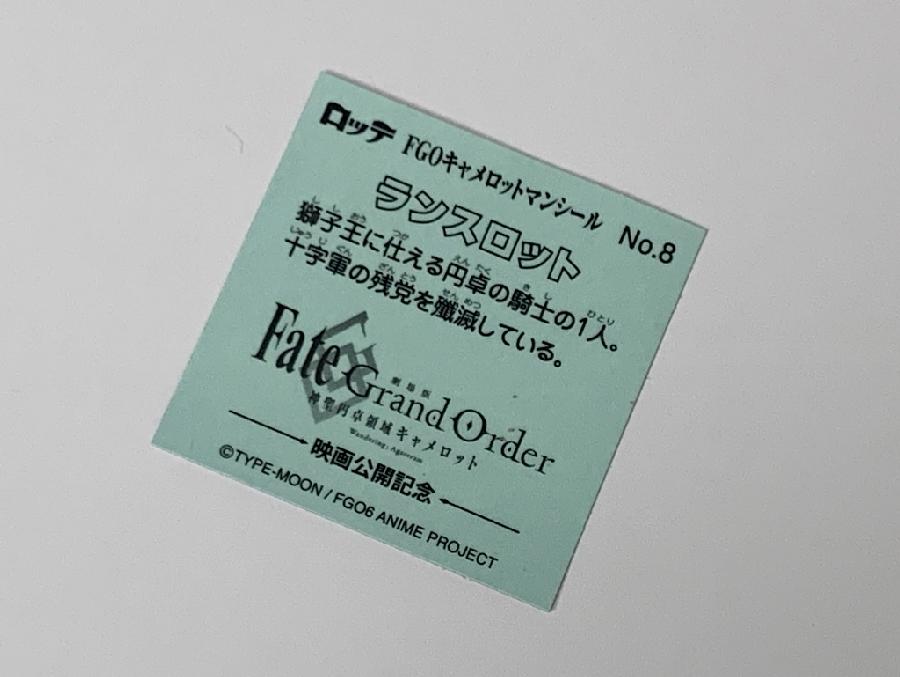 ロッテ FGOキャメロットマンシール No.8
ランスロット
獅子王に仕える円卓の騎士の1人。
十字軍の残党を殲滅している。
Fate Grand Order
劇場版
神聖円卓領域キャメロット
Wandering; Agateram
映画公開記念
©TYPE-MOON / FGO6 ANIME PROJECT